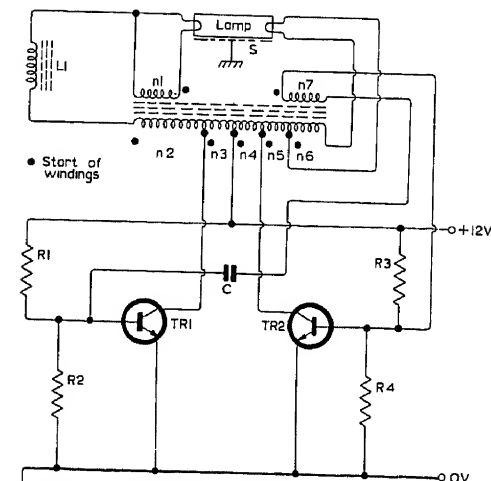 Lamp
S
L1
n1
n7
n2
n3
n4
n5
n6
Start of
windings
+12V
R1
C
R3
TR1
TR2
R2
R4
0V